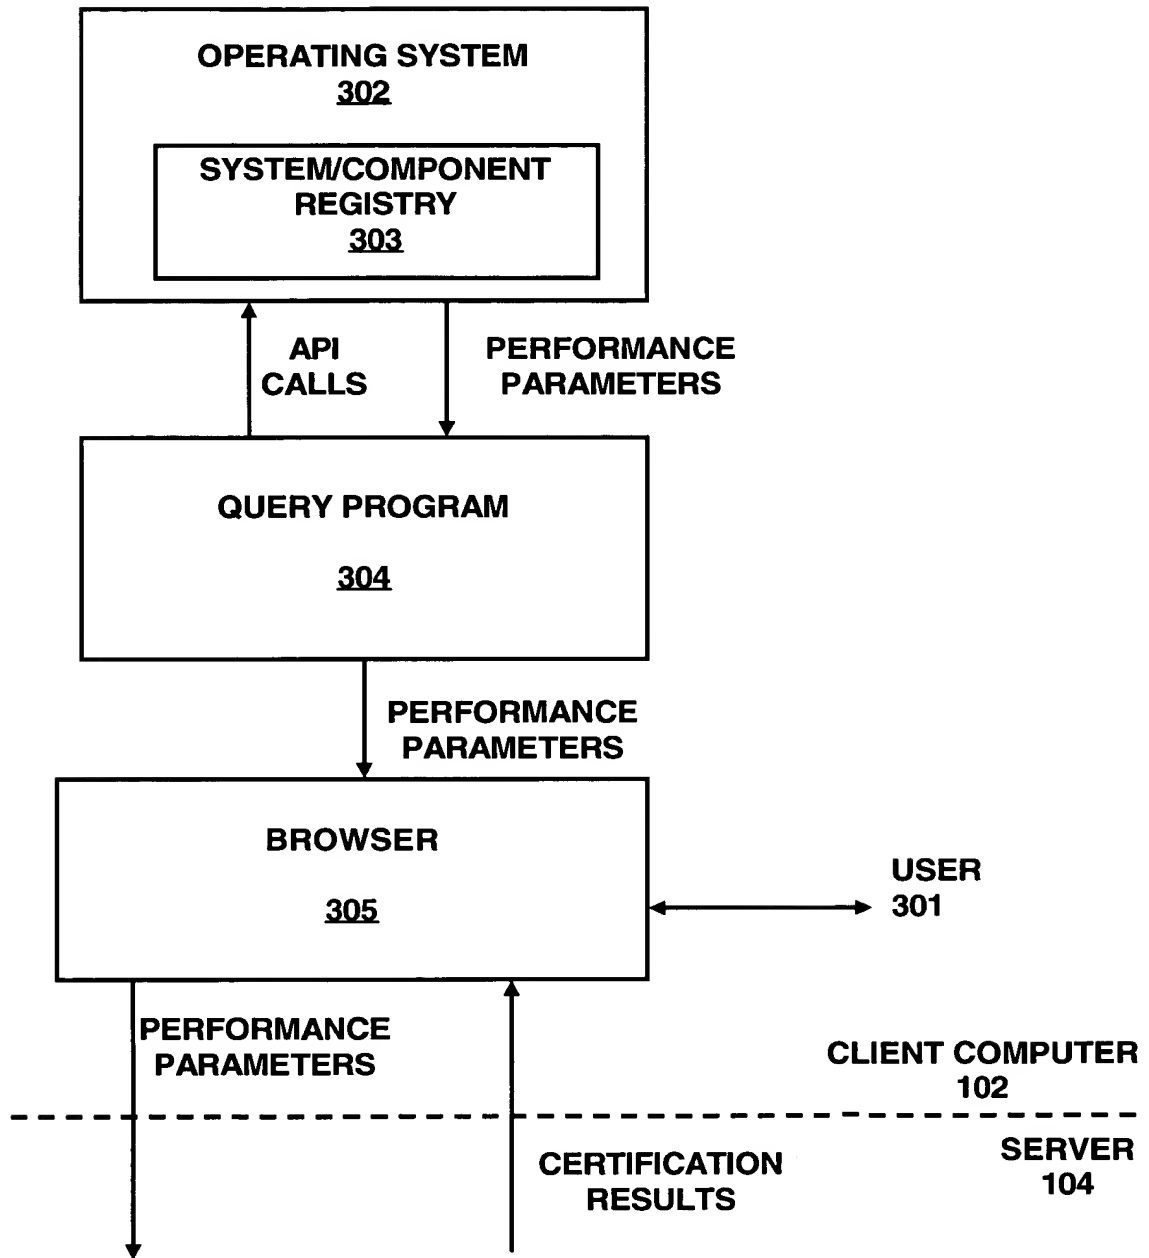 OPERATING SYSTEM
302
SYSTEM/COMPONENT
REGISTRY
303
API
CALLS
PERFORMANCE
PARAMETERS
QUERY PROGRAM
304
PERFORMANCE
PARAMETERS
BROWSER
305
USER
301
PERFORMANCE
PARAMETERS
CLIENT COMPUTER
102
SERVER
104
CERTIFICATION
RESULTS